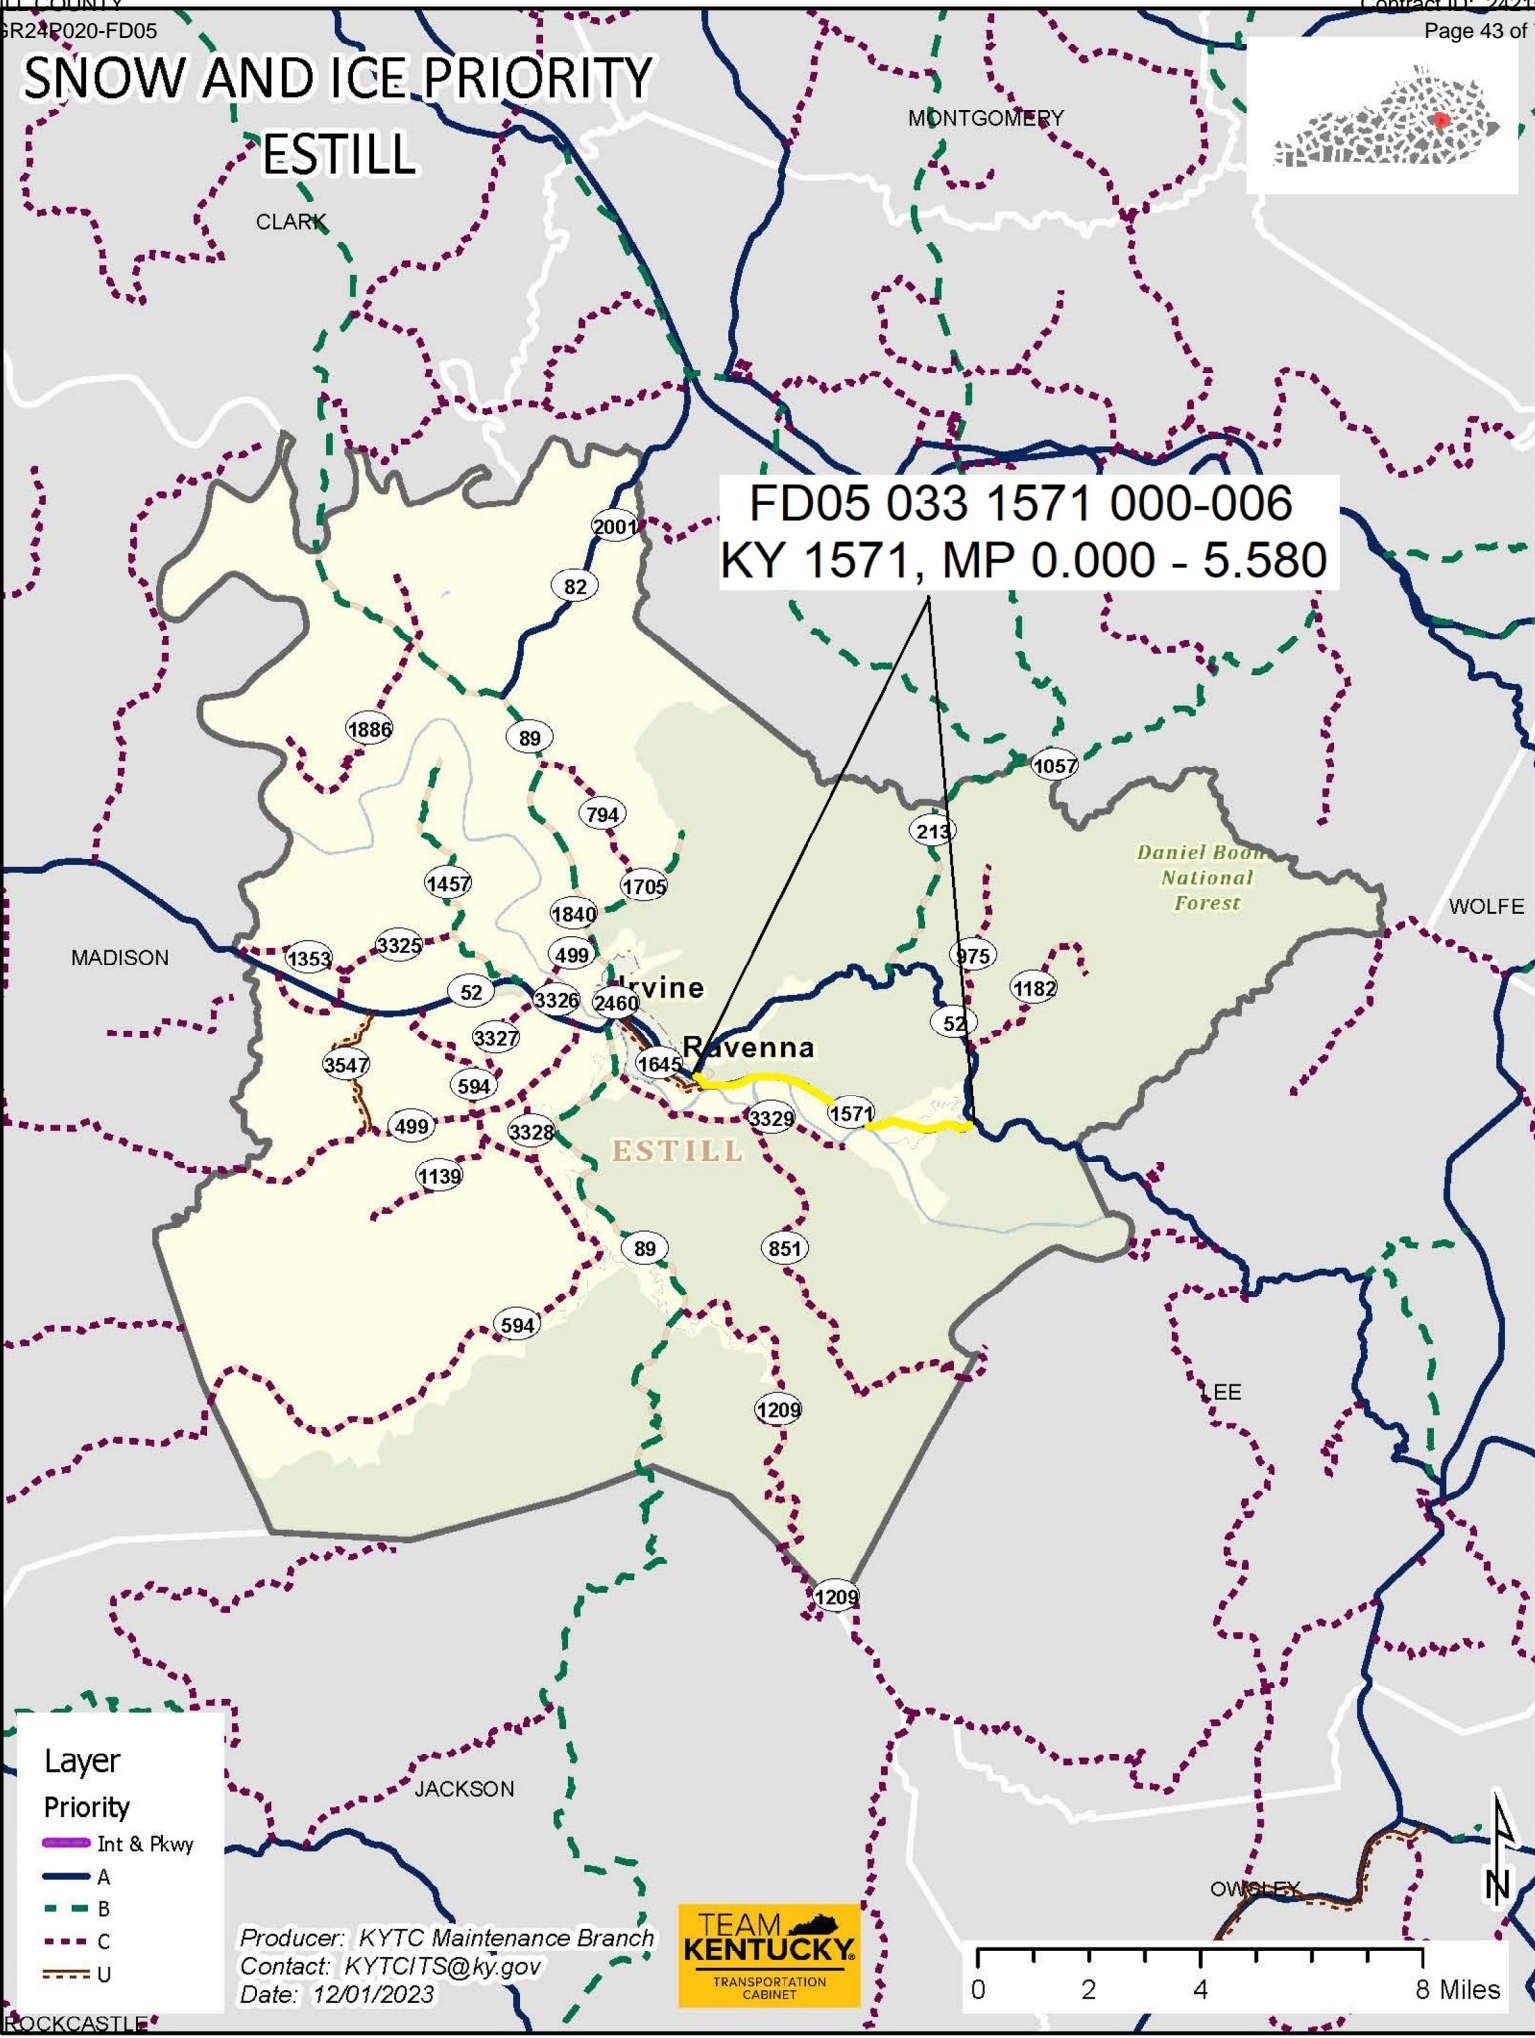 GR24P020-FD05
Page 43 of
SNOW AND ICE PRIORITY
ESTILL
MONTGOMERY
CLARK
2001
FD05 033 1571 000-006
KY 1571, MP 0.000 - 5.580
82
1886
89
1057
794
213
Daniel Boone
National
Forest
1457
1705
1840
WOLFE
MADISON
1353
3325
499
975
52
3326
2460
Irvine
1182
3327
52
3547
1645
Ravenna
594
499
3328
3329
1571
ESTILL
1139
89
851
594
LEE
1209
1209
Layer
Priority
Int & Pkwy
A
B
C
U
JACKSON
OWSLEY
N
Producer: KYTC Maintenance Branch
Contact: KYTCITS@ky.gov
Date: 12/01/2023
TEAM
KENTUCKY®
TRANSPORTATION
CABINET
0 2 4 8 Miles
ROCKCASTLE